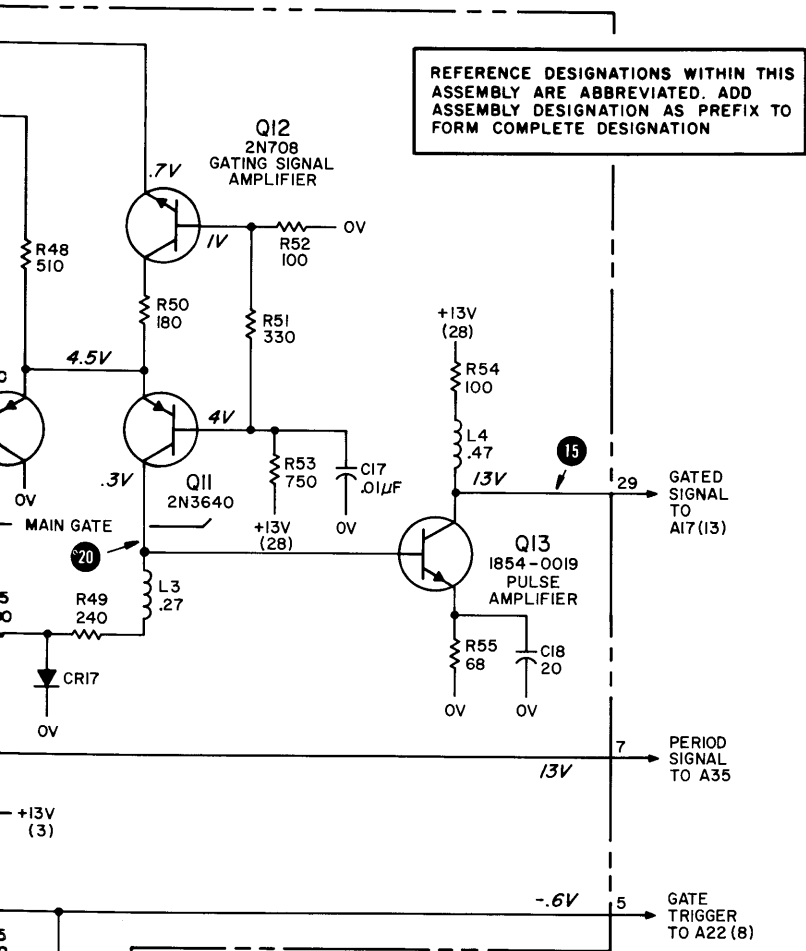 REFERENCE DESIGNATIONS WITHIN THIS
ASSEMBLY ARE ABBREVIATED. ADD
ASSEMBLY DESIGNATION AS PREFIX TO
FORM COMPLETE DESIGNATION
Q12
2N708
GATING SIGNAL
AMPLIFIER
.7V
1V
R52
100
0V
R48
510
R50
180
R51
330
4.5V
+13V
(28)
R54
100
L4
.47
4V
.3V
Q11
2N3640
R53
750
C17
.01µF
13V
15
29
GATED
SIGNAL
TO
A17(13)
0V
MAIN GATE
+13V
(28)
0V
20
Q13
1854-0019
PULSE
AMPLIFIER
L3
.27
R49
240
R55
68
C18
20
CR17
0V
0V
0V
7
PERIOD
SIGNAL
TO A35
13V
+13V
(3)
-.6V
5
GATE
TRIGGER
TO A22(8)